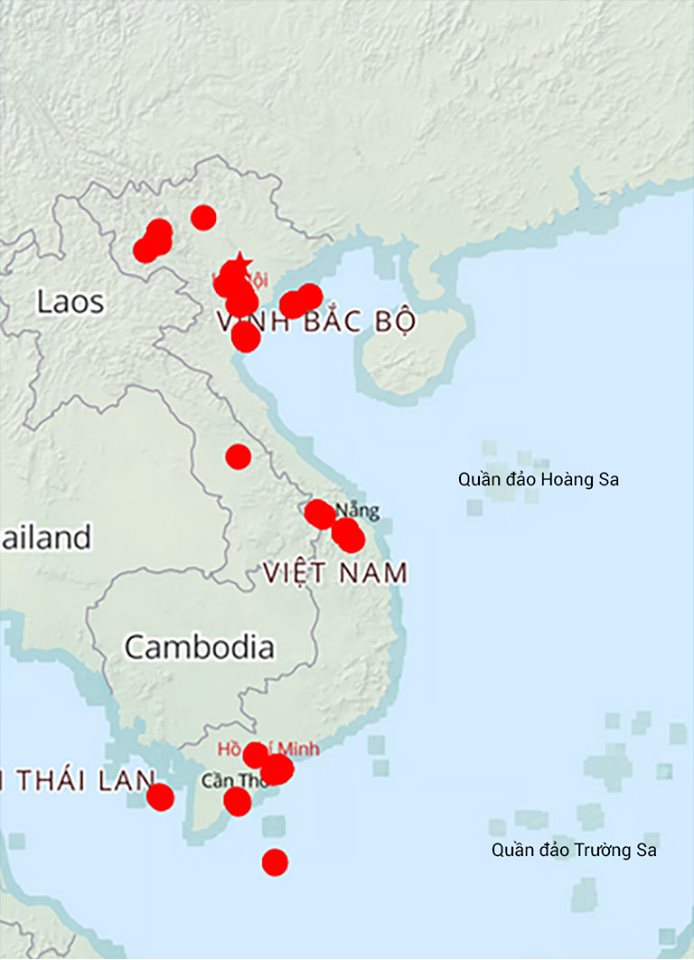 Nội
Laos
VỊNH BẮC BỘ
Quần đảo Hoàng Sa
Nẵng
ailand
VIỆT NAM
Cambodia
Hồ Minh
THÁI LAN
Cần Thơ
Quần đảo Trường Sa